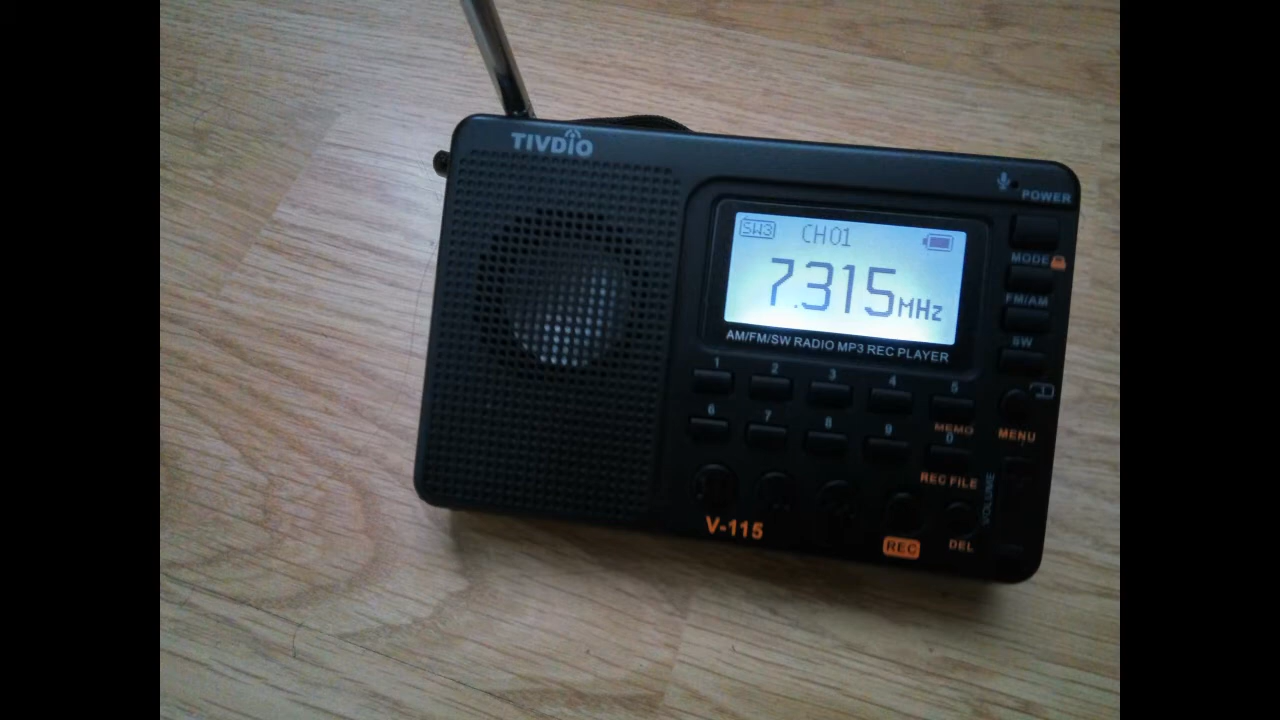 TIVDIO
POWER
SW3 CH01
7.315MHz
MODE
FM/AM
SW
AM/FM/SW RADIO MP3 REC PLAYER
1 2 3 4 5
6 7 8 9 0
MEMO
MENU
REC FILE
VOLUME
V-115
REC
DEL